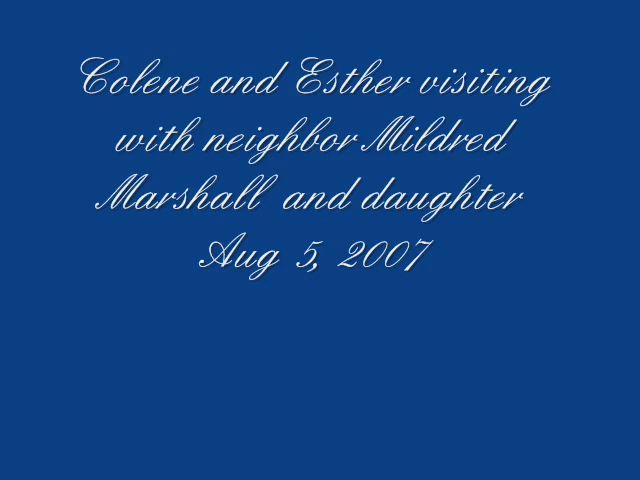 Colene and Esther visiting
with neighbor Mildred
Marshall and daughter
Aug 5, 2007